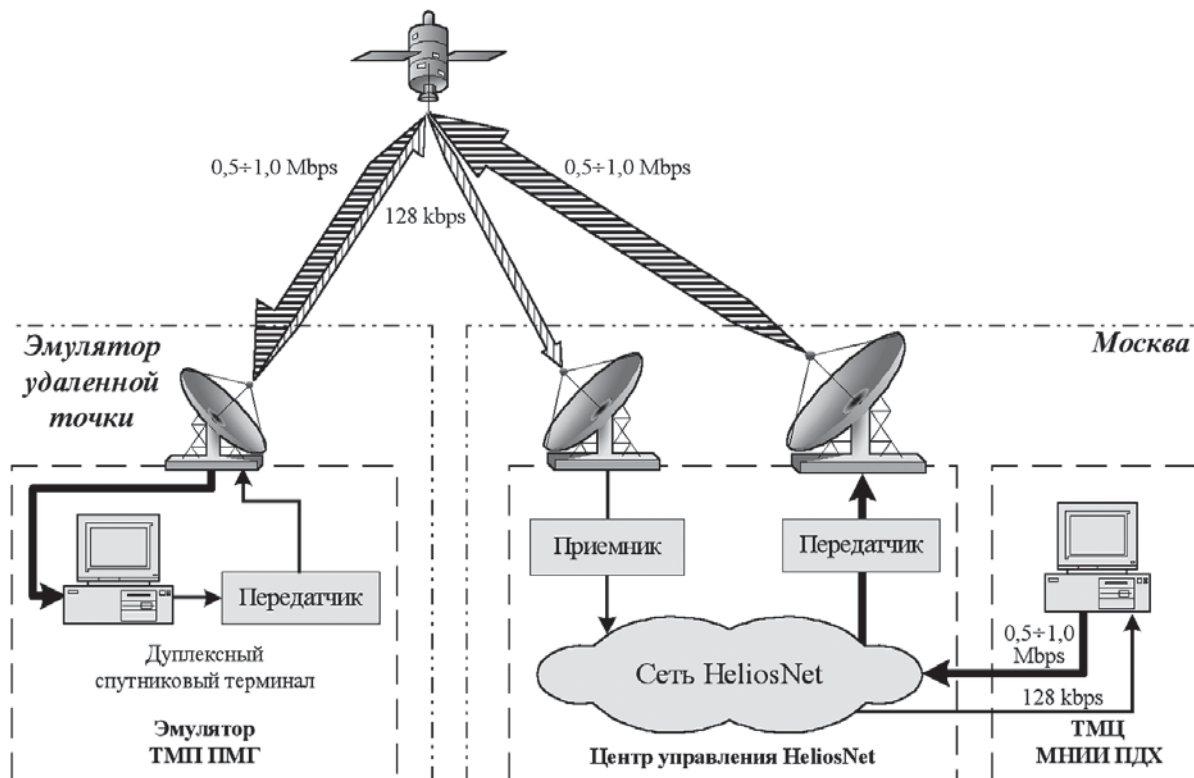 0,5÷1,0 Mbps
0,5÷1,0 Mbps
128 kbps
Эмулятор
удаленной
точки
Москва
Приемник
Передатчик
Передатчик
Дуплексный
спутниковый терминал
Сеть HeliosNet
0,5÷1,0
Mbps
128 kbps
Эмулятор
ТМП ПМГ
Центр управления HeliosNet
ТМЦ
МНИИ ПДХ